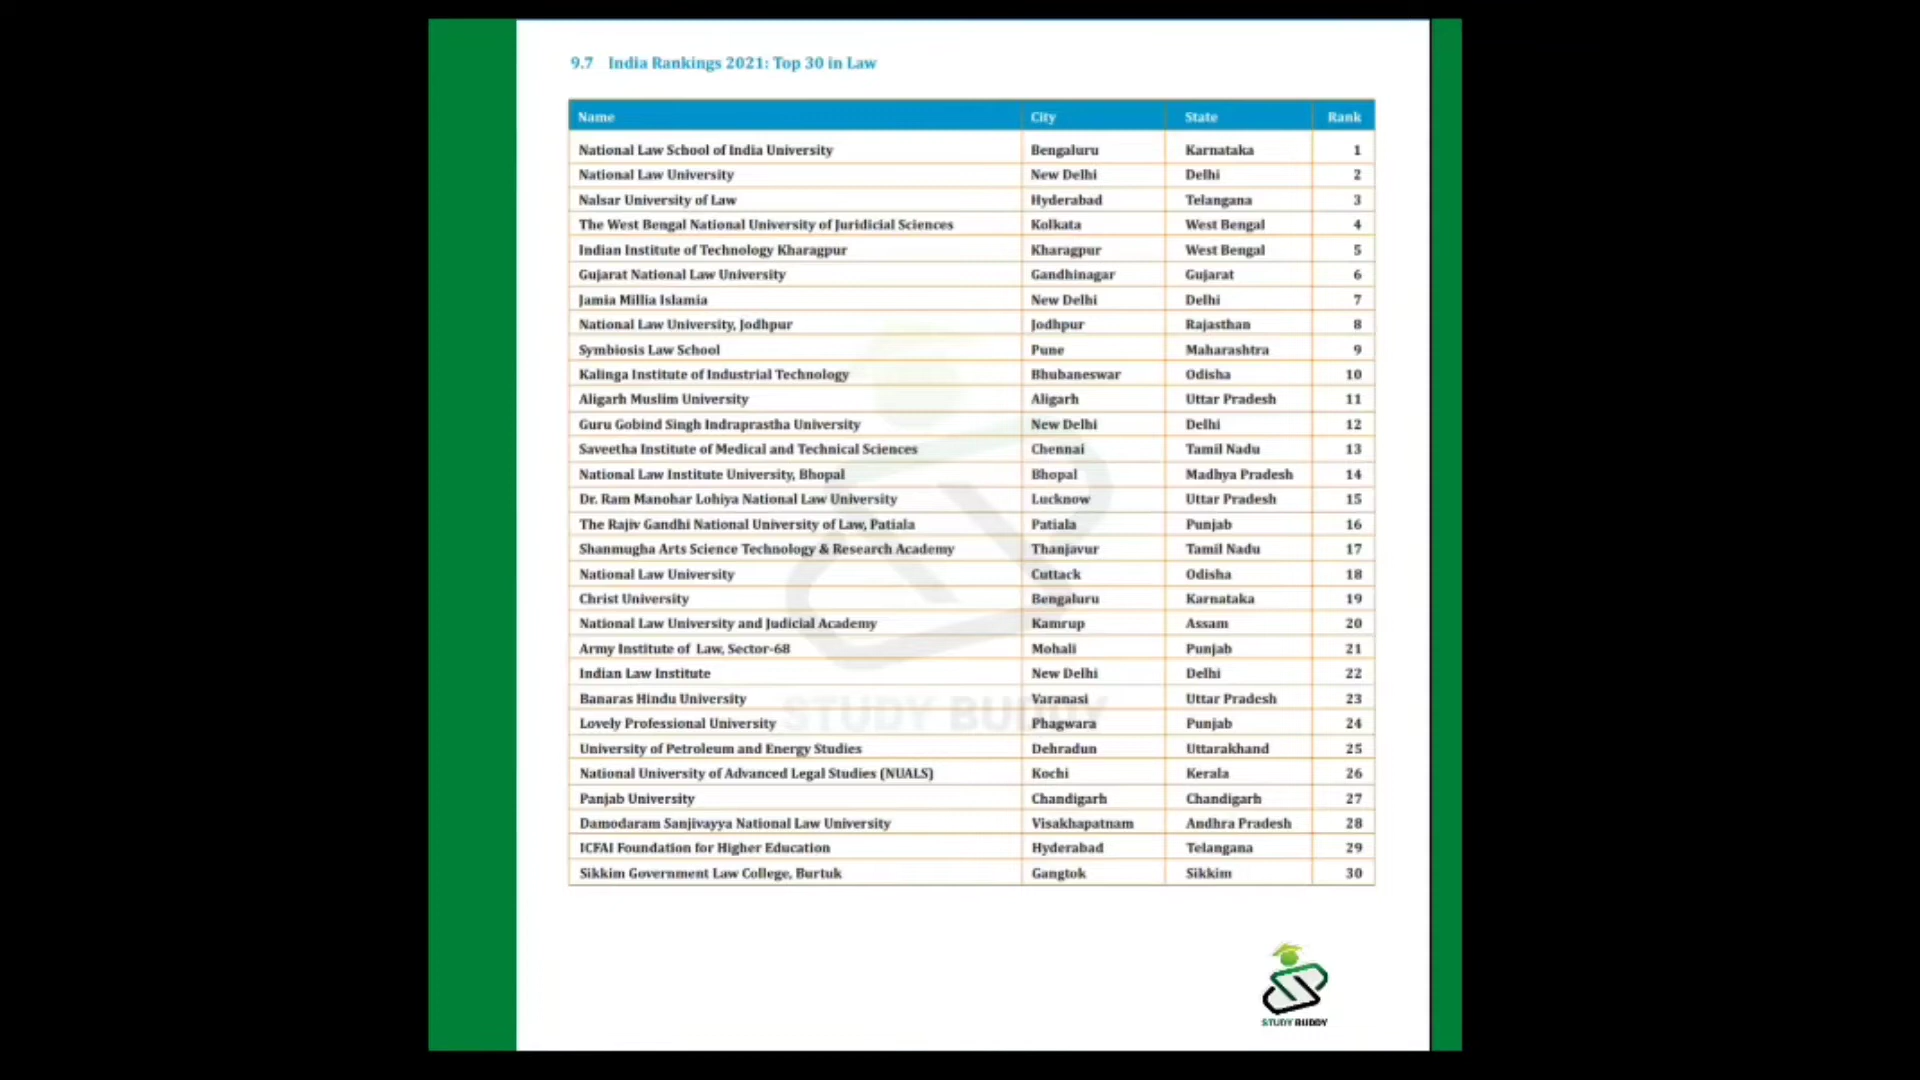 9.7 India Rankings 2021: Top 30 in Law
Name City State Rank
National Law School of India University Bengaluru Karnataka 1
National Law University New Delhi Delhi 2
Nalsar University of Law Hyderabad Telangana 3
The West Bengal National University of Juridicial Sciences Kolkata West Bengal 4
Indian Institute of Technology Kharagpur Kharagpur West Bengal 5
Gujarat National Law University Gandhinagar Gujarat 6
Jamia Millia Islamia New Delhi Delhi 7
National Law University, Jodhpur Jodhpur Rajasthan 8
Symbiosis Law School Pune Maharashtra 9
Kalinga Institute of Industrial Technology Bhubaneswar Odisha 10
Aligarh Muslim University Aligarh Uttar Pradesh 11
Guru Gobind Singh Indraprastha University New Delhi Delhi 12
Saveetha Institute of Medical and Technical Sciences Chennai Tamil Nadu 13
National Law Institute University, Bhopal Bhopal Madhya Pradesh 14
Dr. Ram Manohar Lohiya National Law University Lucknow Uttar Pradesh 15
The Rajiv Gandhi National University of Law, Patiala Patiala Punjab 16
Shanmugha Arts Science Technology & Research Academy Thanjavur Tamil Nadu 17
National Law University Cuttack Odisha 18
Christ University Bengaluru Karnataka 19
National Law University and Judicial Academy Kamrup Assam 20
Army Institute of Law, Sector-68 Mohali Punjab 21
Indian Law Institute New Delhi Delhi 22
Banaras Hindu University Varanasi Uttar Pradesh 23
STUDY BUDDY
Lovely Professional University Phagwara Punjab 24
University of Petroleum and Energy Studies Dehradun Uttarakhand 25
National University of Advanced Legal Studies (NUALS) Kochi Kerala 26
Panjab University Chandigarh Chandigarh 27
Damodaram Sanjivayya National Law University Visakhapatnam Andhra Pradesh 28
ICFAI Foundation for Higher Education Hyderabad Telangana 29
Sikkim Government Law College, Burtuk Gangtok Sikkim 30
STUDY BUDDY